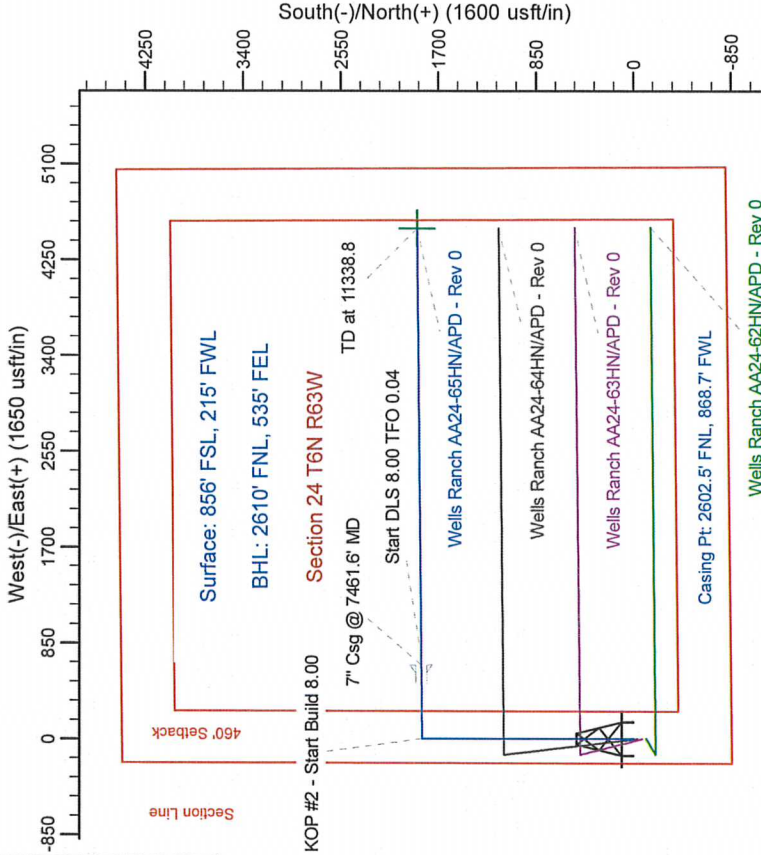 West(-)/East(+) (1650 usft/in)
-850
0
850
1700
2550
3400
4250
5100
South(-)/North(+) (1600 usft/in)
4250
3400
2550
1700
850
0
-850
Section Line
460' Setback
Surface: 856' FSL, 215' FWL
BHL: 2610' FNL, 535' FEL
Section 24 T6N R63W
KOP #2 - Start Build 8.00
7" Csg @ 7461.6' MD
Start DLS 8.00 TFO 0.04
TD at 11338.8
Wells Ranch AA24-65HN/APD - Rev 0
Wells Ranch AA24-64HN/APD - Rev 0
Wells Ranch AA24-63HN/APD - Rev 0
Casing Pt: 2602.5' FNL, 868.7' FWL
Wells Ranch AA24-62HN/APD - Rev 0